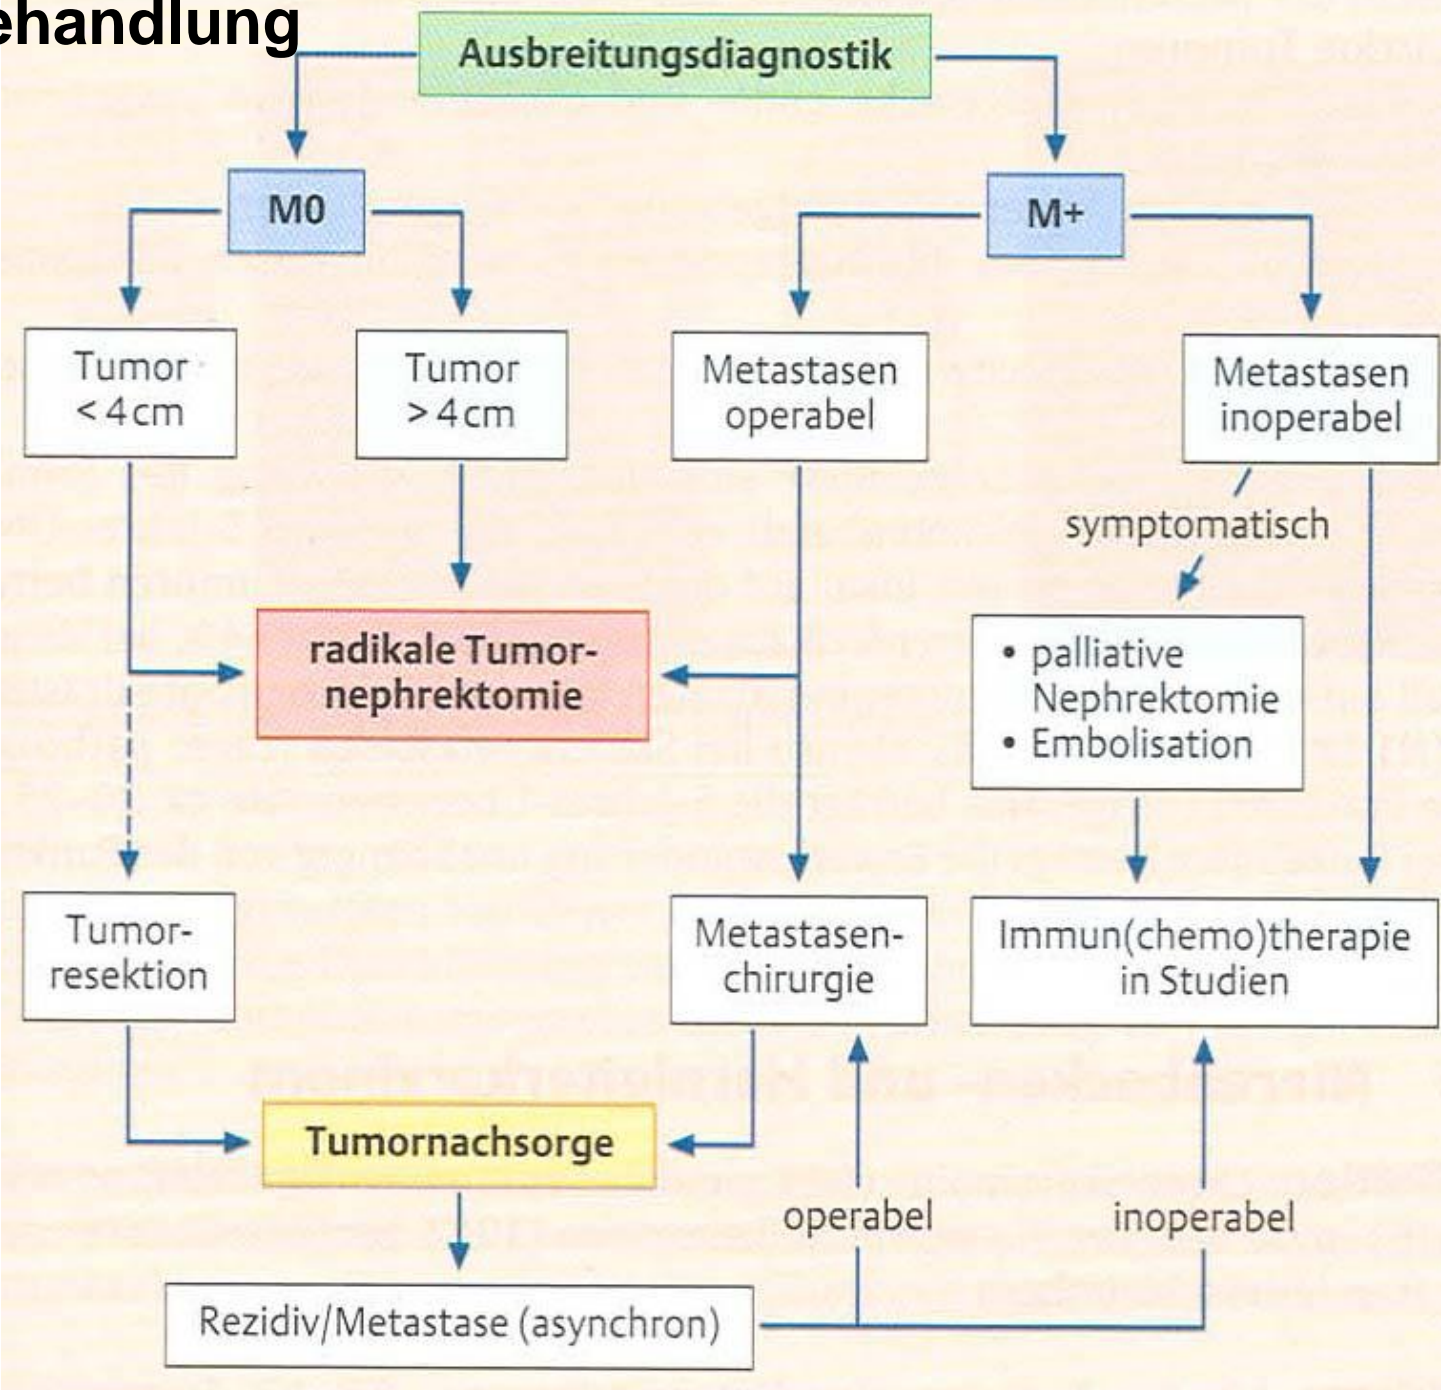 ehandlung
Ausbreitungsdiagnostik
M0
M+
Tumor
< 4 cm
Tumor
> 4 cm
Metastasen
operabel
Metastasen
inoperabel
symptomatisch
radikale Tumor-
nephrektomie
• palliative
Nephrektomie
• Embolisation
Tumor-
resektion
Metastasen-
chirurgie
Immun(chemo)therapie
in Studien
Tumornachsorge
operabel
inoperabel
Rezidiv/Metastase (asynchron)